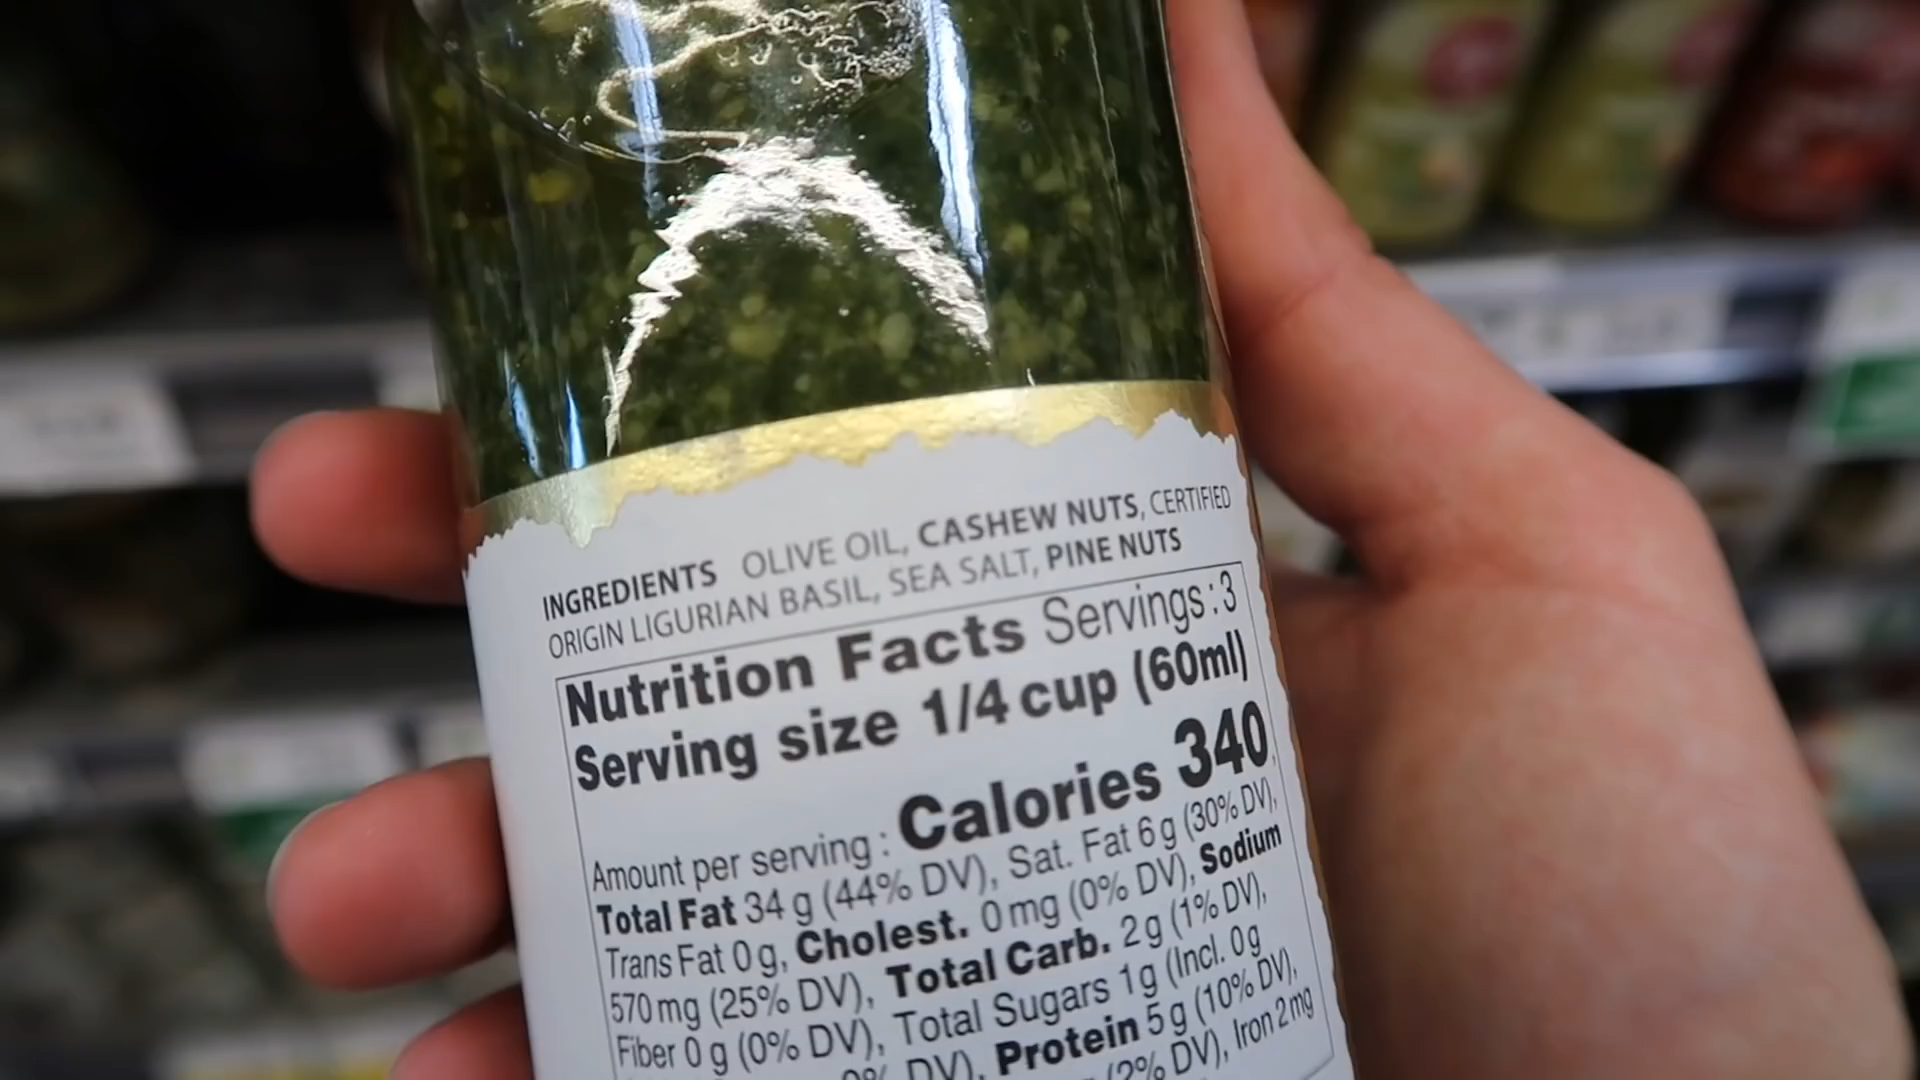 INGREDIENTS OLIVE OIL, CASHEW NUTS, CERTIFIED
ORIGIN LIGURIAN BASIL, SEA SALT, PINE NUTS
Nutrition Facts Servings : 3
Serving size 1/4 cup (60ml)
Amount per serving : Calories 340
Total Fat 34 g (44% DV), Sat. Fat 6 g (30% DV),
Trans Fat 0 g, Cholest. 0 mg (0% DV), Sodium
570 mg (25% DV), Total Carb. 2 g (1% DV),
Fiber 0 g (0% DV), Total Sugars 1 g (Incl. 0 g
0% DV), Protein 5 g (10% DV),
(2% DV), Iron 2 mg